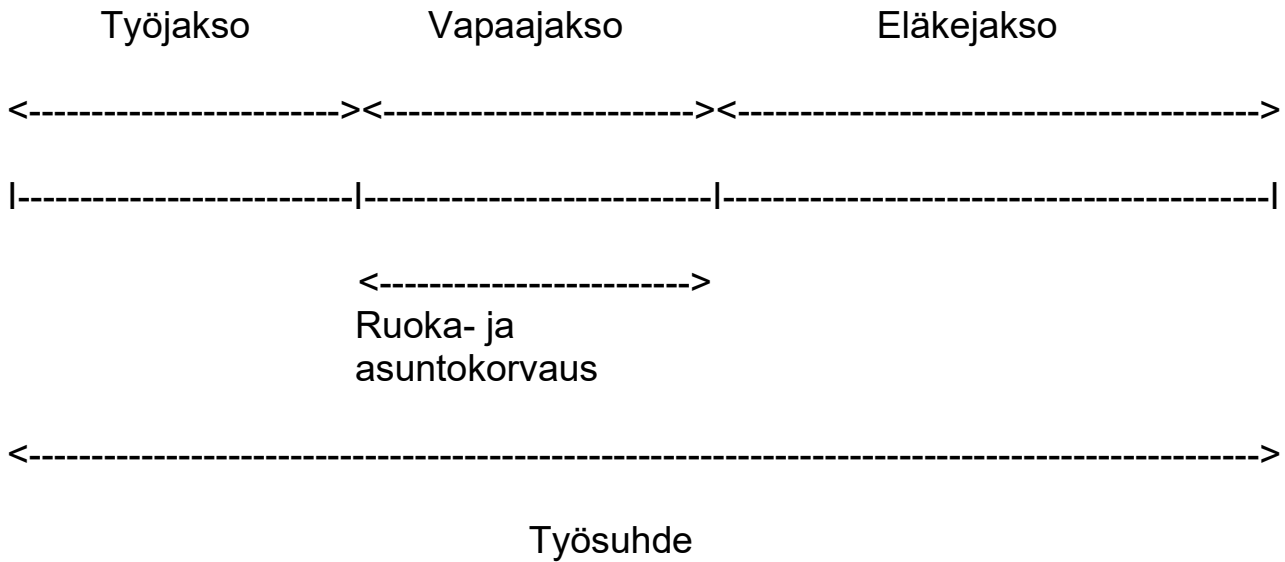 Työjakso Vapaajakso Eläkejakso
<-------------------------><-------------------------><------------------------------------------>
|---------------------------|----------------------------|--------------------------------------------|
<------------------------->
Ruoka- ja
asuntokorvaus
<---------------------------------------------------------------------------------------------------->
Työsuhde